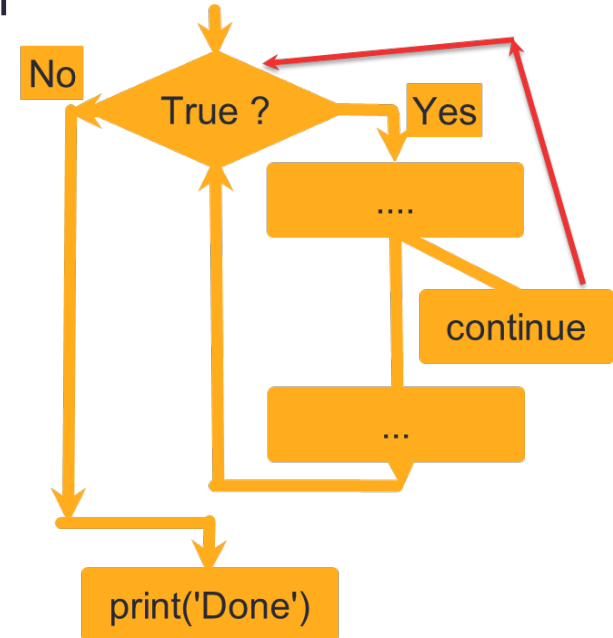 No
True ?
Yes
....
continue
...
print('Done')